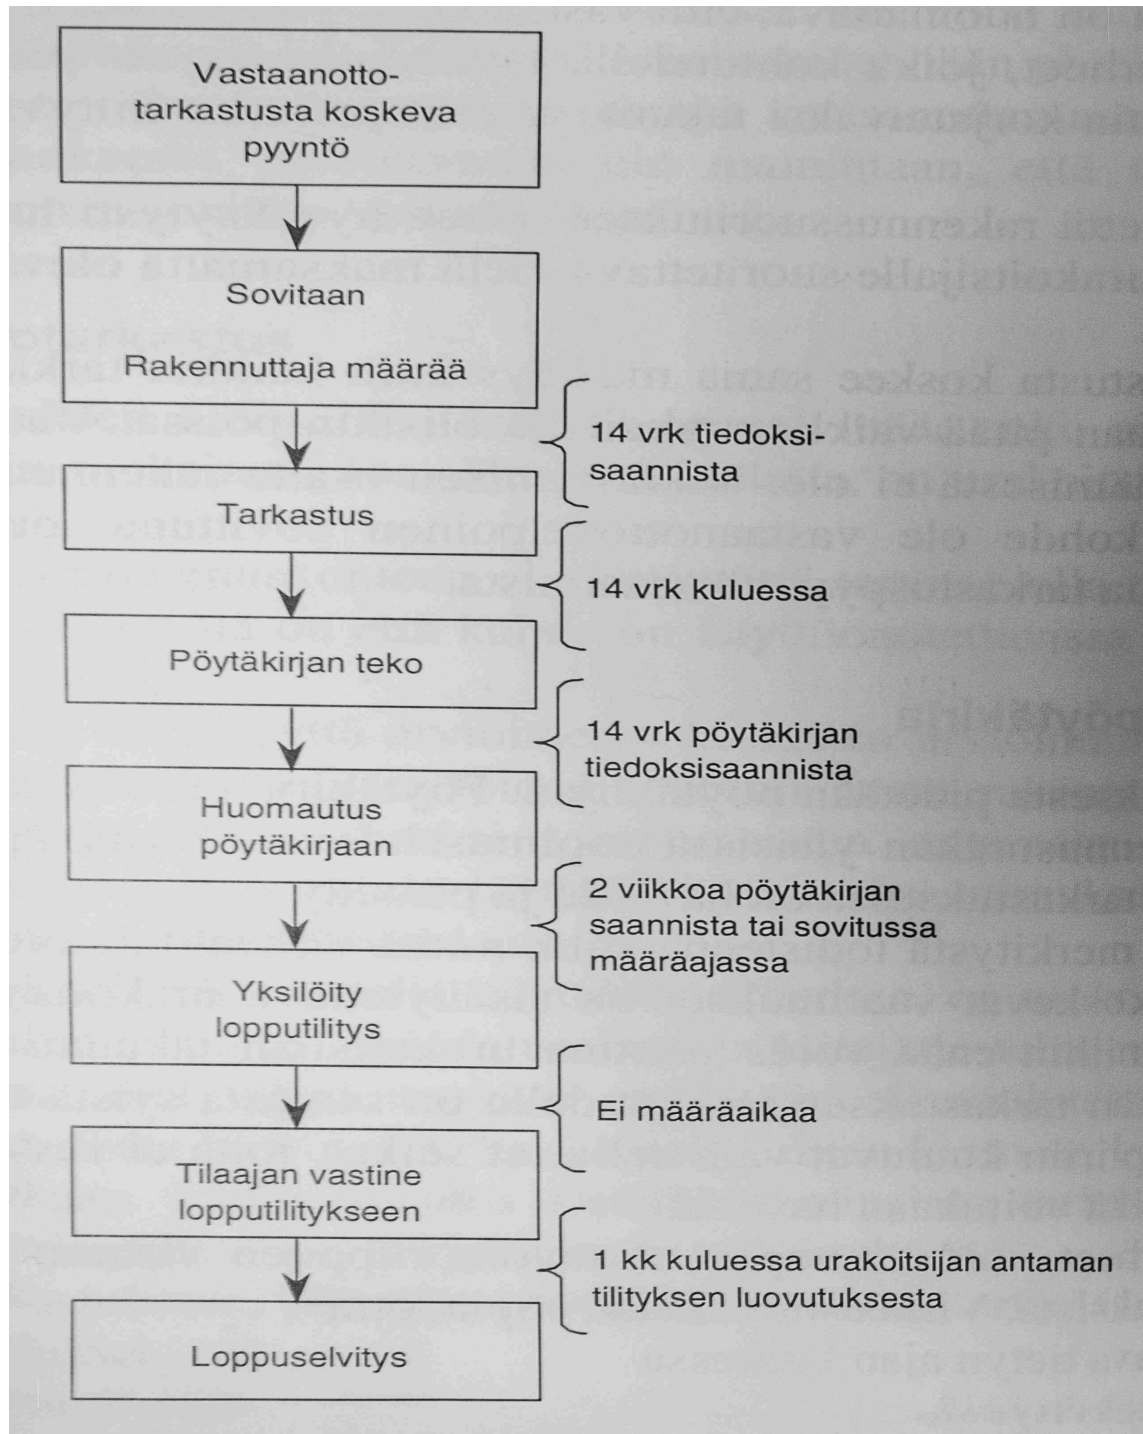 Vastaanotto-
tarkastusta koskeva
pyyntö
Sovitaan
Rakennuttaja määrää
14 vrk tiedoksi-
saannista
Tarkastus
14 vrk kuluessa
Pöytäkirjan teko
14 vrk pöytäkirjan
tiedoksisaannista
Huomautus
pöytäkirjaan
2 viikkoa pöytäkirjan
saannista tai sovitussa
määräajassa
Yksilöity
lopputilitys
Ei määräaikaa
Tilaajan vastine
lopputilitykseen
1 kk kuluessa urakoitsijan antaman
tilityksen luovutuksesta
Loppuselvitys